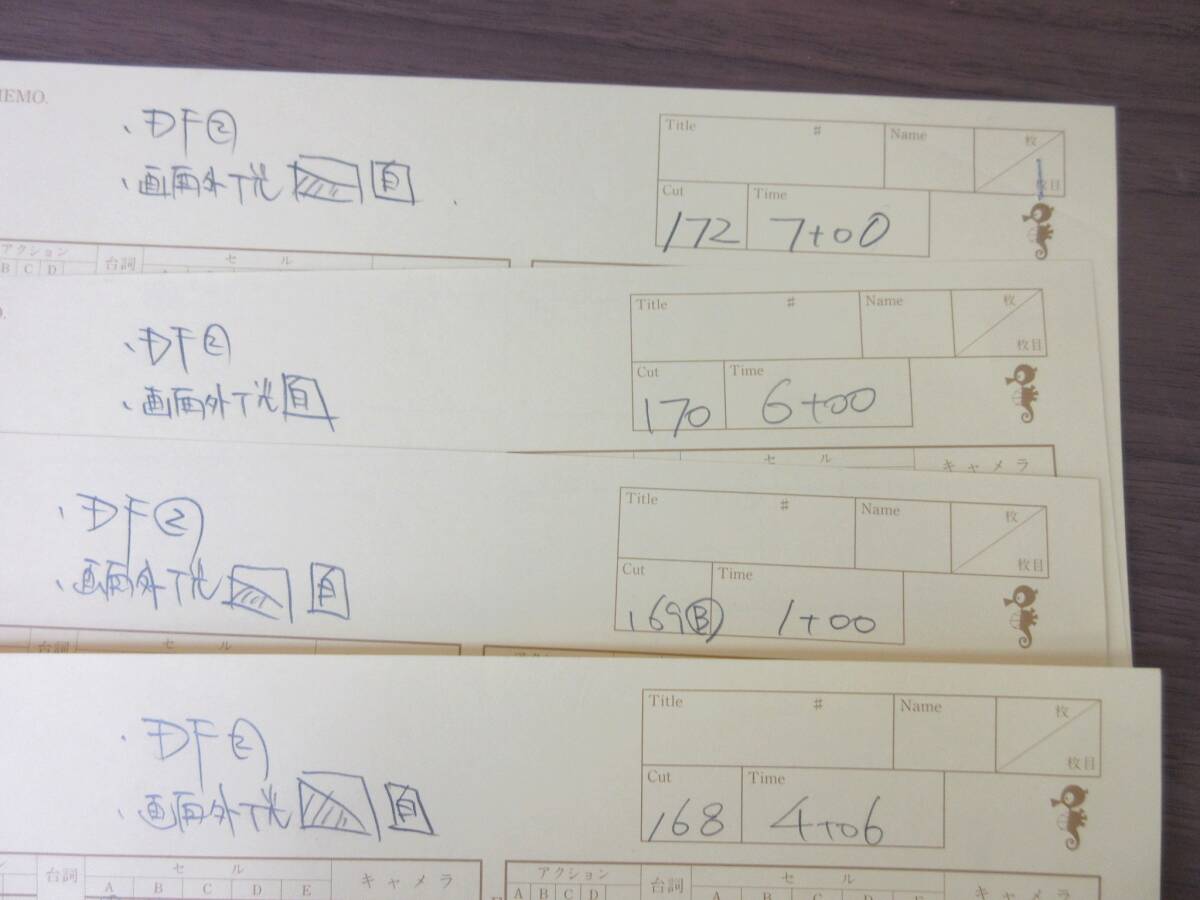 MEMO.
、DF②
、画面外T光 自
Title # Name 枚
枚目
Cut Time
172 7+00
アクション 台詞 セル
B C D
、DF②
、画面外T光 自
Title # Name 枚
枚目
Cut Time
170 6+00
セル キャメラ
、DF②
、画面外T光 自
Title # Name 枚
枚目
Cut Time
169Ⓑ 1+00
台詞 セル
・DF②
、画面外T光 自
Title # Name 枚
枚目
Cut Time
168 4+06
台詞 セル キャメラ アクション 台詞 セル キャメラ
A B C D E A B C D A B C D E